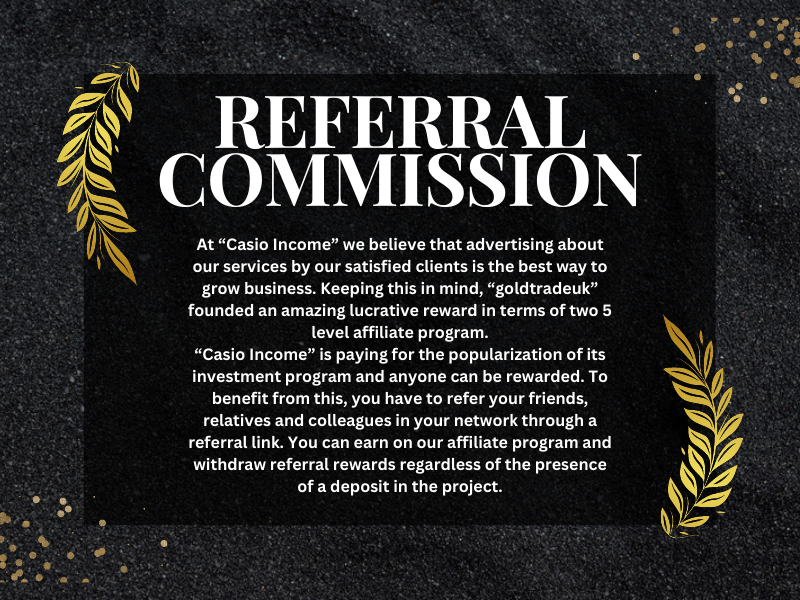 REFERRAL
COMMISSION
At “Casio Income” we believe that advertising about
our services by our satisfied clients is the best way to
grow business. Keeping this in mind, “goldtradeuk”
founded an amazing lucrative reward in terms of two 5
level affiliate program.
“Casio Income” is paying for the popularization of its
investment program and anyone can be rewarded. To
benefit from this, you have to refer your friends,
relatives and colleagues in your network through a
referral link. You can earn on our affiliate program and
withdraw referral rewards regardless of the presence
of a deposit in the project.